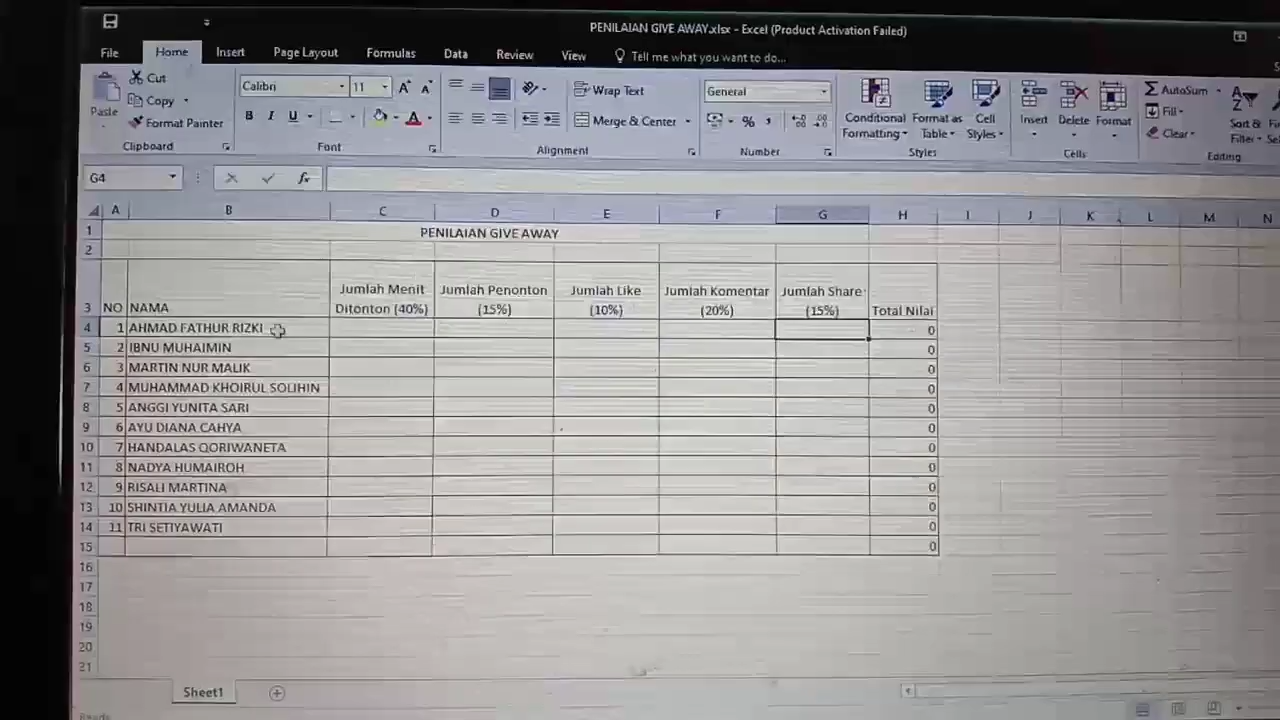 PENILAIAN GIVE AWAY.xlsx - Excel (Product Activation Failed)
File Home Insert Page Layout Formulas Data Review View Tell me what you want to do...
Cut
Copy
Paste
Format Painter
Clipboard
Calibri 11
B I U
Font
Wrap Text
Merge & Center
Alignment
General
%
Number
Conditional Formatting
Format as Table
Cell Styles
Styles
Insert Delete Format
Cells
AutoSum
Fill
Clear
Sort &
Filter
Editing
G4 fx
A B C D E F G H I J K L M N
1 PENILAIAN GIVE AWAY
2
3 NO NAMA Jumlah Menit Ditonton (40%) Jumlah Penonton (15%) Jumlah Like (10%) Jumlah Komentar (20%) Jumlah Share (15%) Total Nilai
4 1 AHMAD FATHUR RIZKI 0
5 2 IBNU MUHAIMIN 0
6 3 MARTIN NUR MALIK 0
7 4 MUHAMMAD KHOIRUL SOLIHIN 0
8 5 ANGGI YUNITA SARI 0
9 6 AYU DIANA CAHYA 0
10 7 HANDALAS QORIWANETA 0
11 8 NADYA HUMAIROH 0
12 9 RISALI MARTINA 0
13 10 SHINTIA YULIA AMANDA 0
14 11 TRI SETIYAWATI 0
15 0
16
17
18
19
20
21
Sheet1